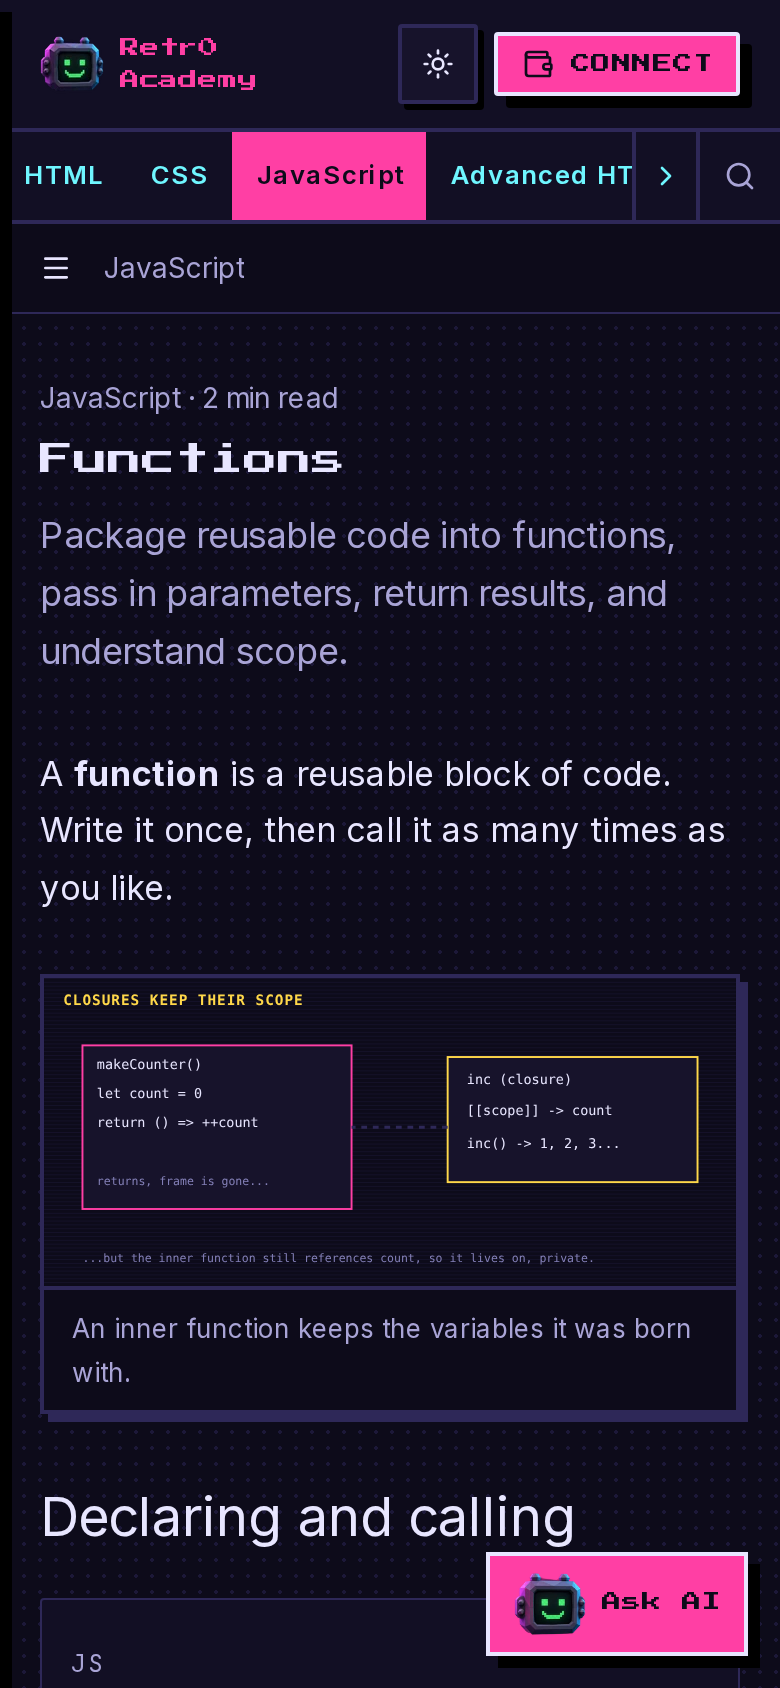 Retr0
Academy
CONNECT
HTML CSS JavaScript Advanced HT
JavaScript
JavaScript · 2 min read
Functions
Package reusable code into functions,
pass in parameters, return results, and
understand scope.
A function is a reusable block of code.
Write it once, then call it as many times as
you like.
CLOSURES KEEP THEIR SCOPE
makeCounter()
let count = 0
return () => ++count
returns, frame is gone...
inc (closure)
[[scope]] -> count
inc() -> 1, 2, 3...
...but the inner function still references count, so it lives on, private.
An inner function keeps the variables it was born
with.
Declaring and calling
Ask AI
JS